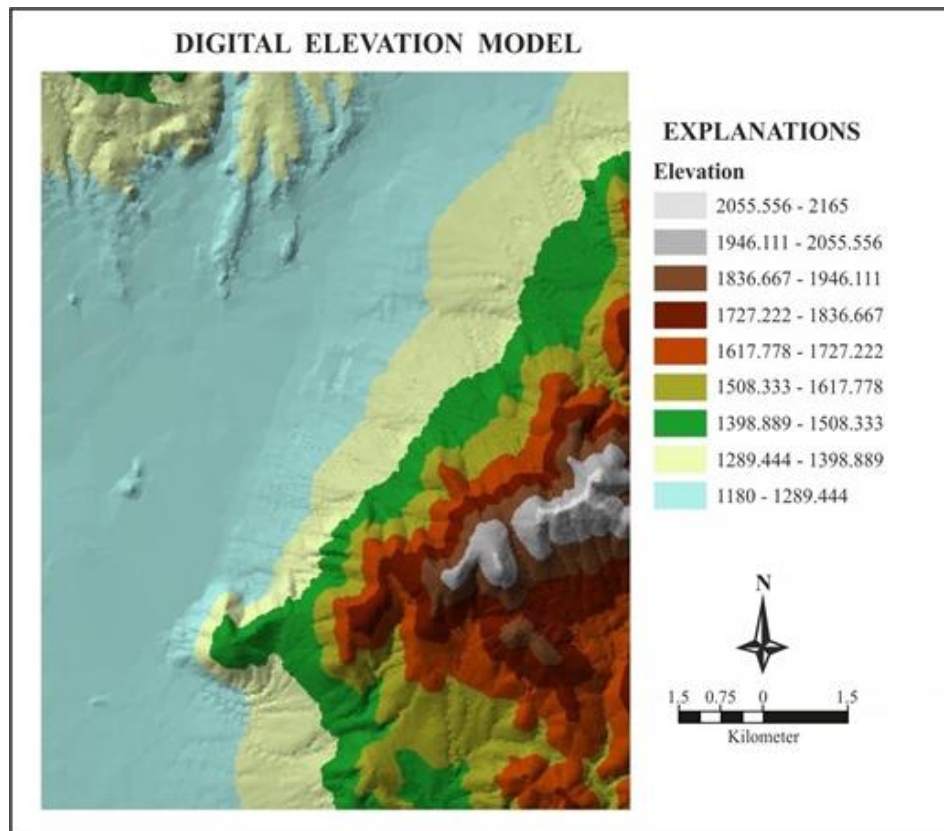 DIGITAL ELEVATION MODEL
EXPLANATIONS
Elevation
2055.556 - 2165
1946.111 - 2055.556
1836.667 - 1946.111
1727.222 - 1836.667
1617.778 - 1727.222
1508.333 - 1617.778
1398.889 - 1508.333
1289.444 - 1398.889
1180 - 1289.444
N
1.5 0.75 0 1.5
Kilometer